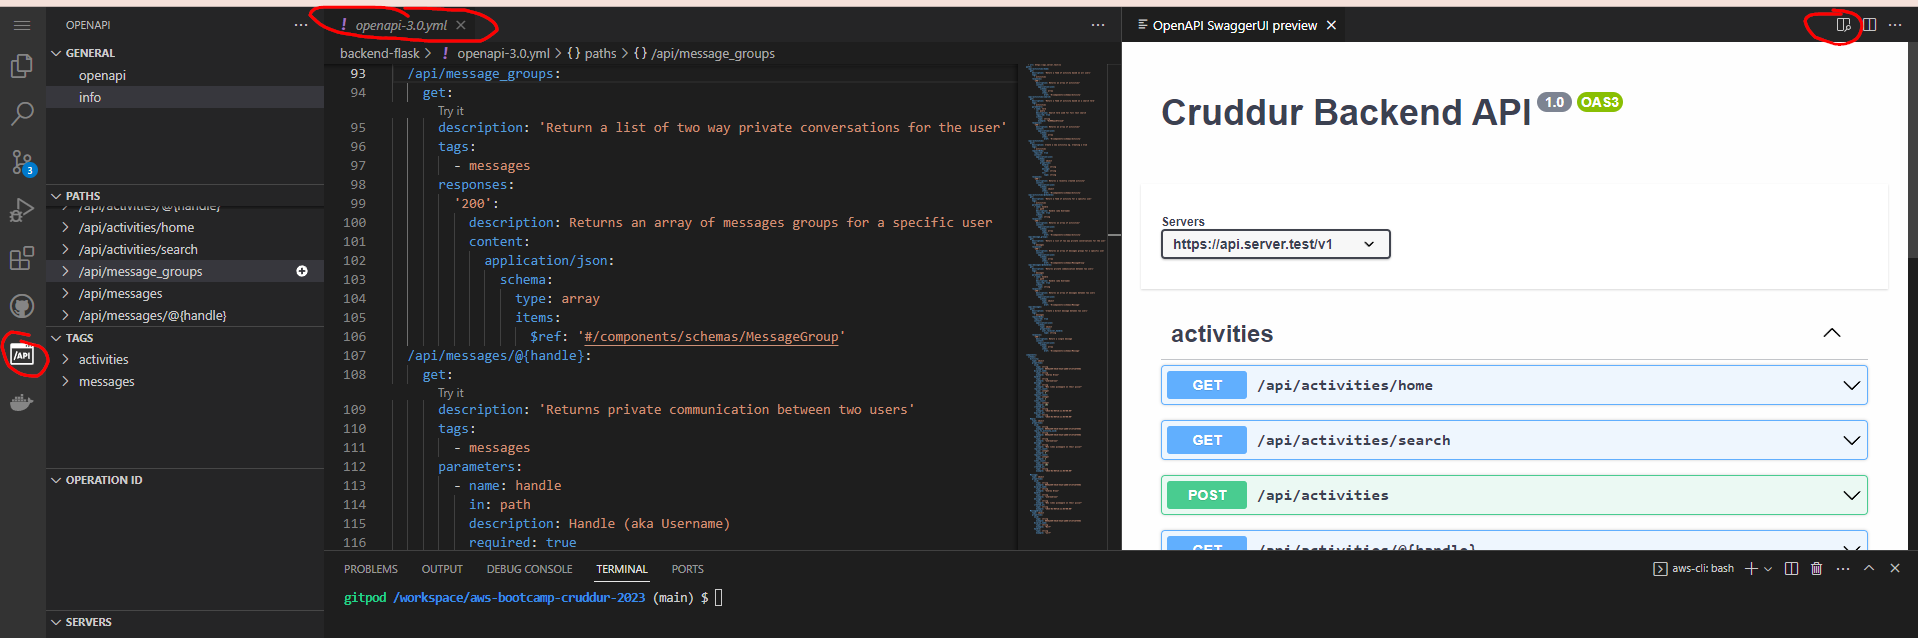 OPENAPI
GENERAL
openapi
info
PATHS
/api/activities/@{handle}
/api/activities/home
/api/activities/search
/api/message_groups
/api/messages
/api/messages/@{handle}
TAGS
activities
messages
OPERATION ID
SERVERS
3
/API
! openapi-3.0.yml
backend-flask > ! openapi-3.0.yml > {} paths > {} /api/message_groups
93 /api/message_groups:
94 get:
Try it
95 description: 'Return a list of two way private conversations for the user'
96 tags:
97 - messages
98 responses:
99 '200':
100 description: Returns an array of messages groups for a specific user
101 content:
102 application/json:
103 schema:
104 type: array
105 items:
106 $ref: '#/components/schemas/MessageGroup'
107 /api/messages/@{handle}:
108 get:
Try it
109 description: 'Returns private communication between two users'
110 tags:
111 - messages
112 parameters:
113 - name: handle
114 in: path
115 description: Handle (aka Username)
116 required: true
OpenAPI SwaggerUI preview
Cruddur Backend API 1.0 OAS3
Servers
https://api.server.test/v1
activities
GET /api/activities/home
GET /api/activities/search
POST /api/activities
GET /api/activities/@{handle}
PROBLEMS OUTPUT DEBUG CONSOLE TERMINAL PORTS
aws-cli: bash
gitpod /workspace/aws-bootcamp-cruddur-2023 (main) $